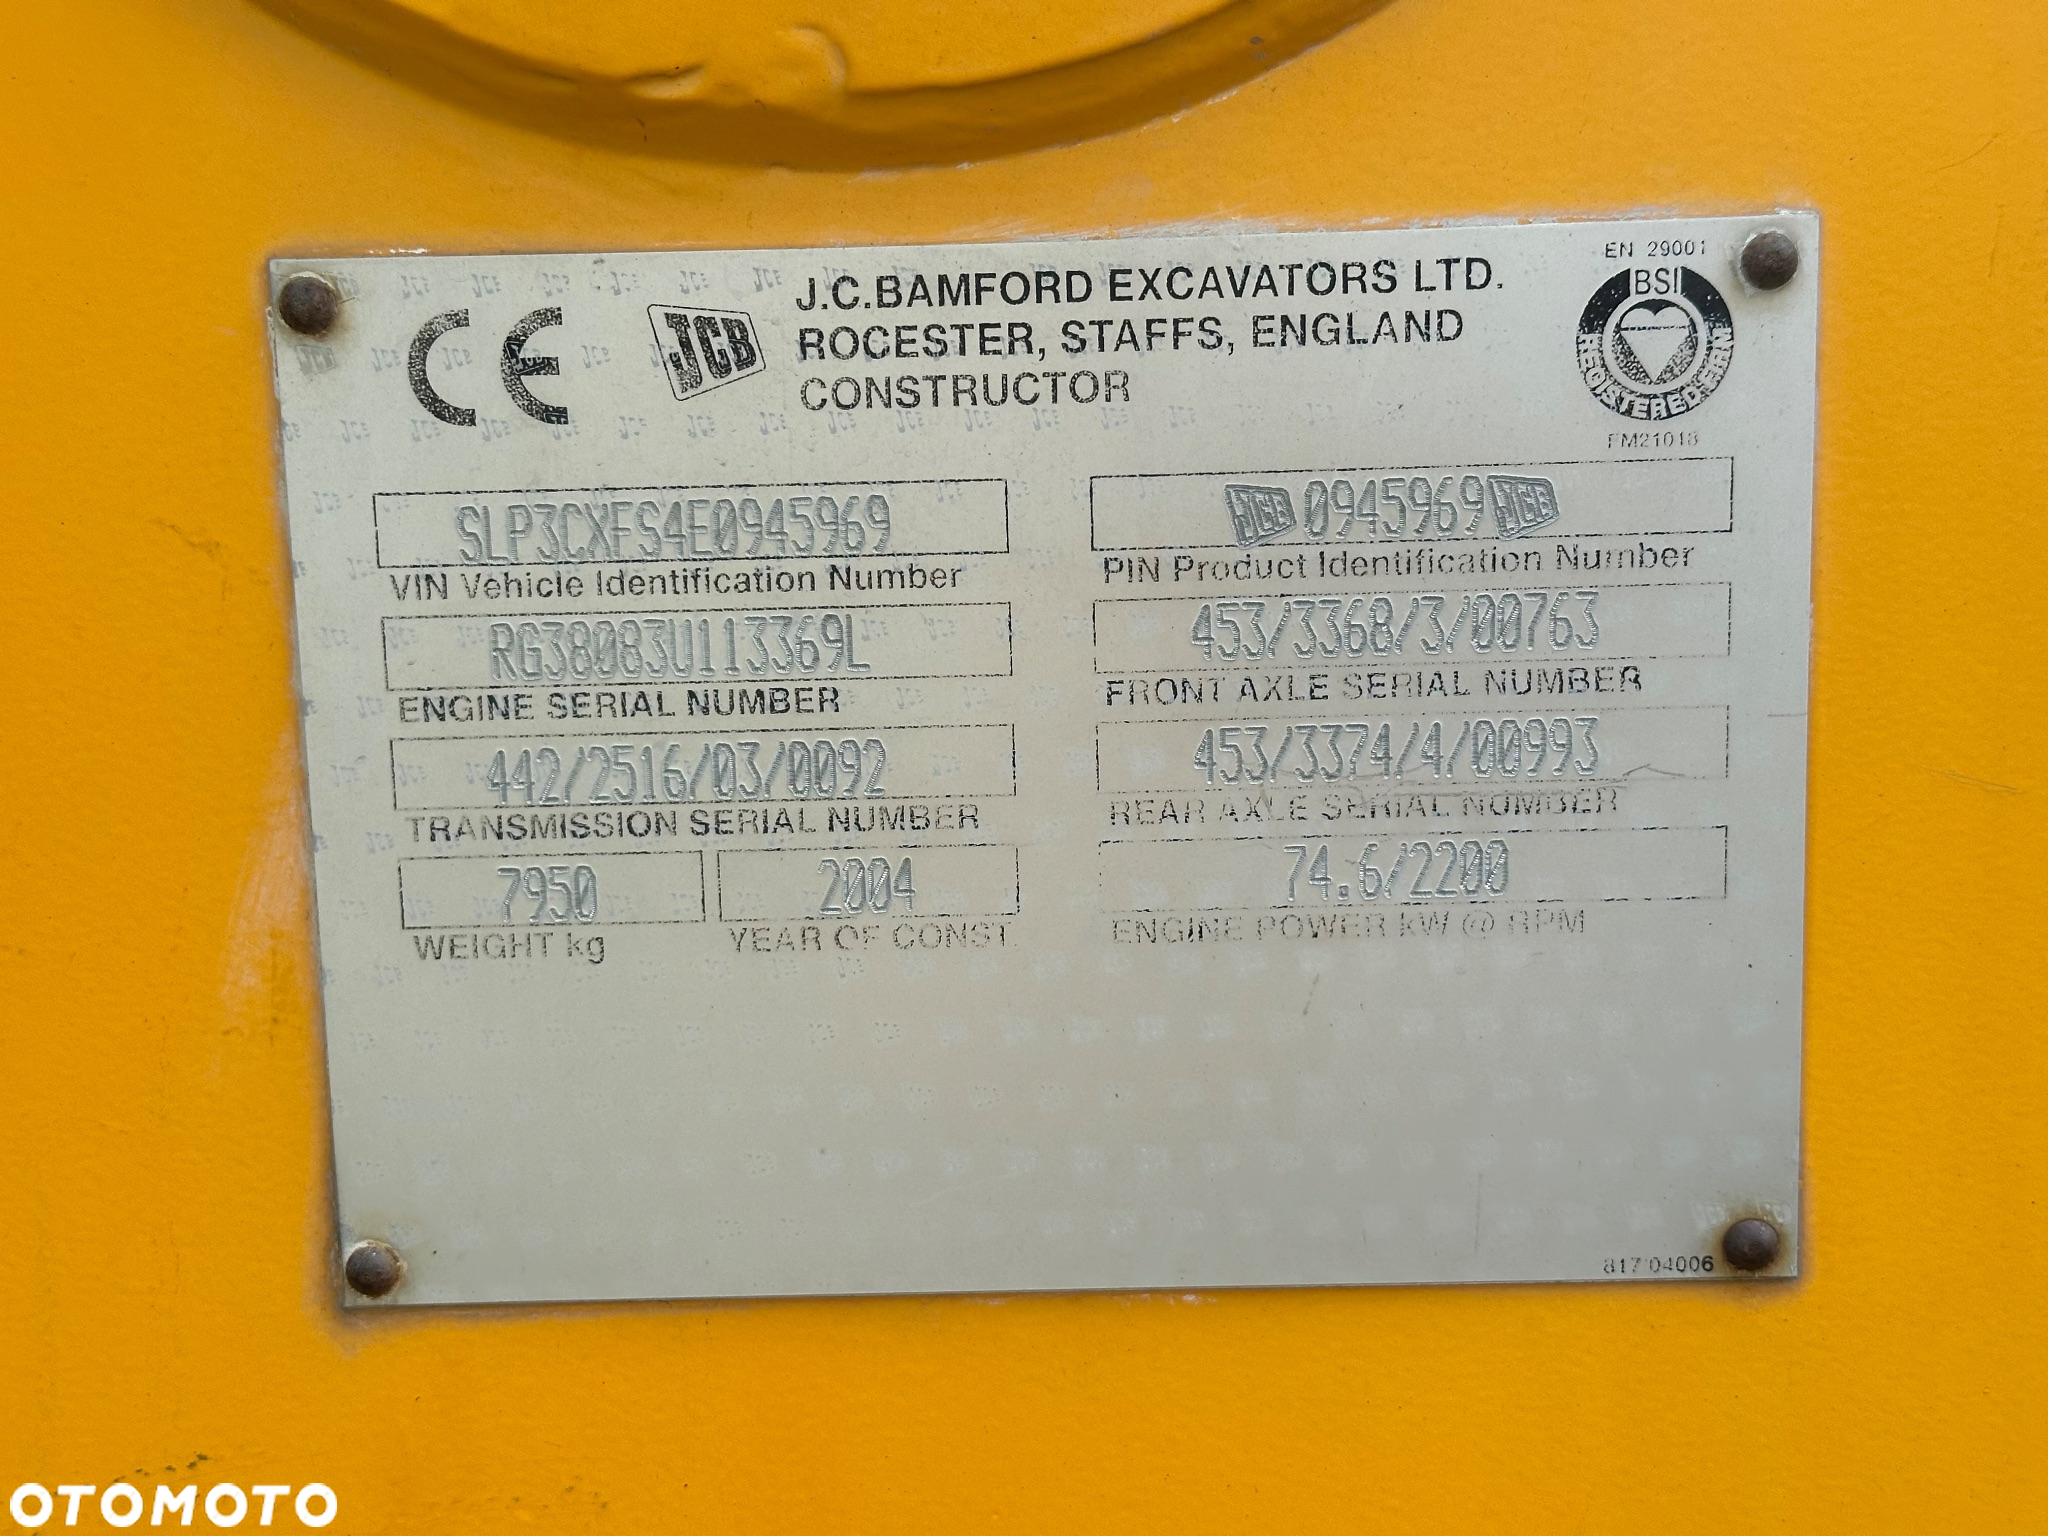 CE
JCB
J.C.BAMFORD EXCAVATORS LTD.
ROCESTER, STAFFS, ENGLAND
CONSTRUCTOR
EN 29001
BSI
REGISTERED FIRM
FM21018
SLP3CXFS4E0945969
VIN Vehicle Identification Number
JCB 0945969 JCB
PIN Product Identification Number
RG38083U113369L
ENGINE SERIAL NUMBER
453/3368/3/00763
FRONT AXLE SERIAL NUMBER
442/2516/03/0092
TRANSMISSION SERIAL NUMBER
453/3374/4/00993
REAR AXLE SERIAL NUMBER
7950
WEIGHT kg
2004
YEAR OF CONST.
74.6/2200
ENGINE POWER kW @ RPM
817/04006
OTOMOTO